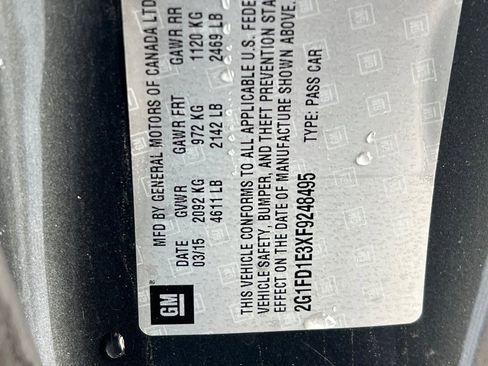 MFD BY GENERAL MOTORS OF CANADA LTD
DATE GVWR GAWR FRT GAWR RR
03/15 2092 KG 972 KG 1120 KG
4611 LB 2142 LB 2469 LB
THIS VEHICLE CONFORMS TO ALL APPLICABLE U.S. FEDE
VEHICLE SAFETY, BUMPER, AND THEFT PREVENTION STA
EFFECT ON THE DATE OF MANUFACTURE SHOWN ABOVE.
2G1FD1E3XF9248495 TYPE: PASS CAR
GM